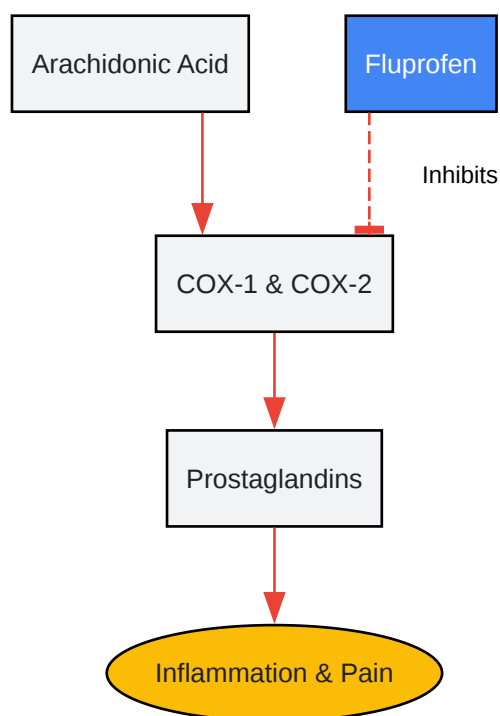 Arachidonic Acid
Fluprofen
Inhibits
COX-1 & COX-2
Prostaglandins
Inflammation & Pain